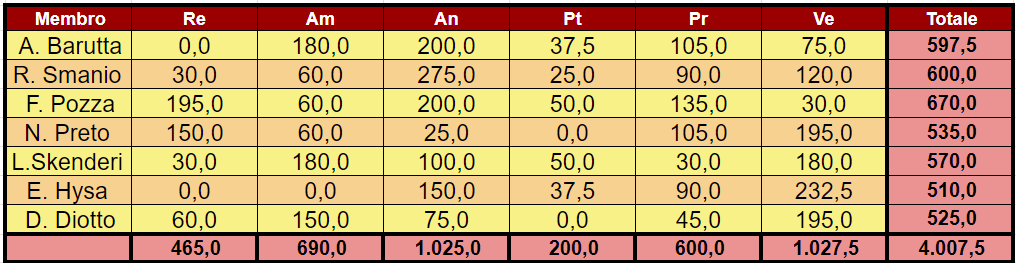 Membro Re Am An Pt Pr Ve Totale
A. Barutta 0,0 180,0 200,0 37,5 105,0 75,0 597,5
R. Smanio 30,0 60,0 275,0 25,0 90,0 120,0 600,0
F. Pozza 195,0 60,0 200,0 50,0 135,0 30,0 670,0
N. Preto 150,0 60,0 25,0 0,0 105,0 195,0 535,0
L.Skenderi 30,0 180,0 100,0 50,0 30,0 180,0 570,0
E. Hysa 0,0 0,0 150,0 37,5 90,0 232,5 510,0
D. Diotto 60,0 150,0 75,0 0,0 45,0 195,0 525,0
465,0 690,0 1.025,0 200,0 600,0 1.027,5 4.007,5